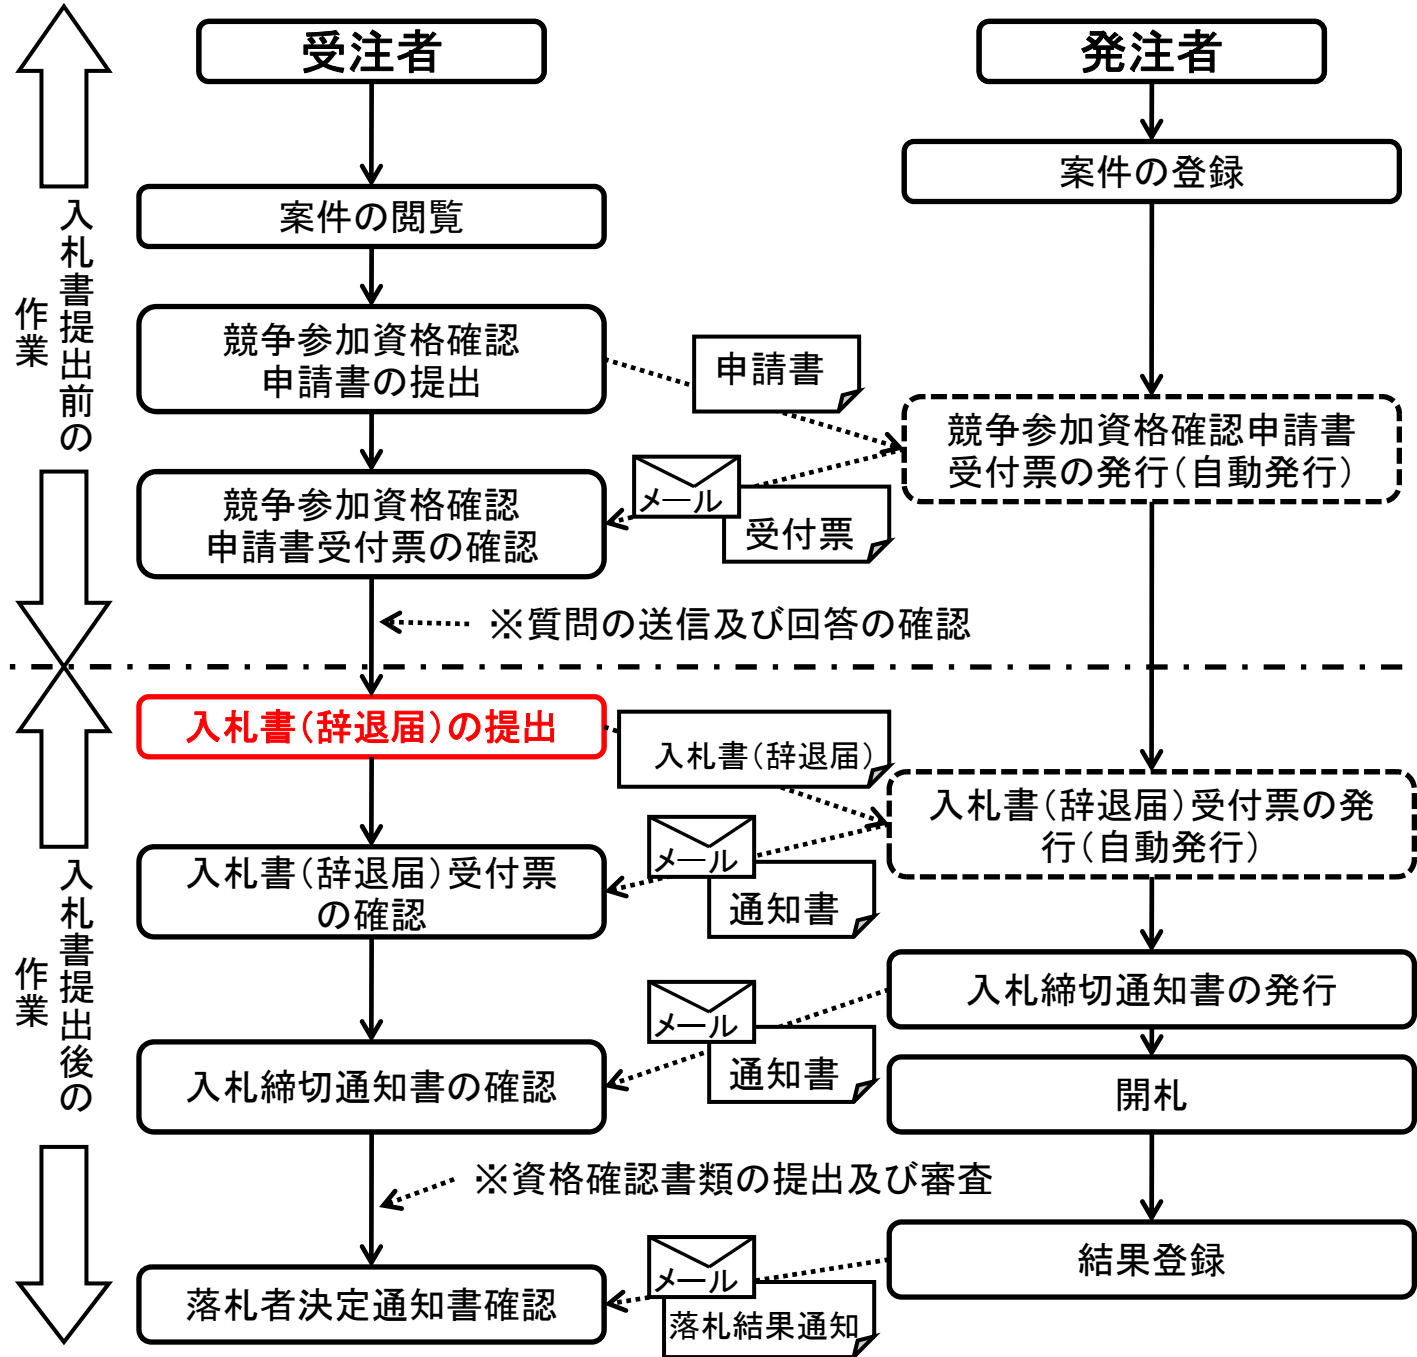 受注者
発注者
案件の登録
案件の閲覧
入札書提出前の
作業
競争参加資格確認
申請書の提出
申請書
競争参加資格確認申請書
受付票の発行(自動発行)
メール
受付票
競争参加資格確認
申請書受付票の確認
※質問の送信及び回答の確認
入札書(辞退届)の提出
入札書(辞退届)
入札書(辞退届)受付票の発
行(自動発行)
メール
通知書
入札書(辞退届)受付票
の確認
入札書提出後の
作業
入札締切通知書の発行
メール
通知書
入札締切通知書の確認
開札
※資格確認書類の提出及び審査
結果登録
メール
落札結果通知
落札者決定通知書確認